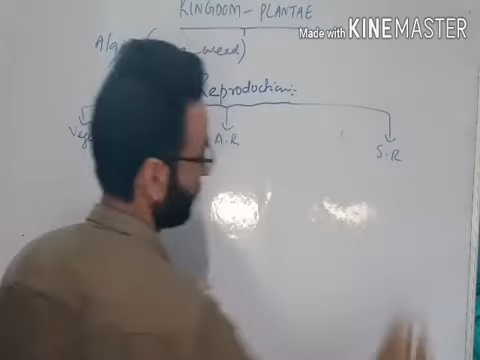 KINGDOM - PLANTAE
Made with KINEMASTER
weed)
Reproduction:
A.R
S.R